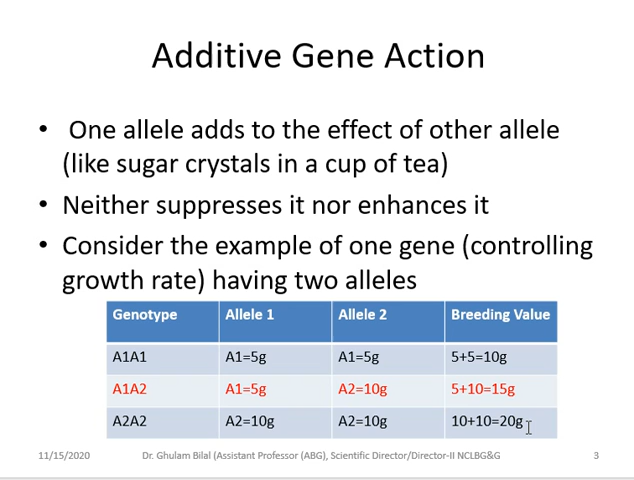 Additive Gene Action
• One allele adds to the effect of other allele
(like sugar crystals in a cup of tea)
• Neither suppresses it nor enhances it
• Consider the example of one gene (controlling
growth rate) having two alleles
Genotype Allele 1 Allele 2 Breeding Value
A1A1 A1=5g A1=5g 5+5=10g
A1A2 A1=5g A2=10g 5+10=15g
A2A2 A2=10g A2=10g 10+10=20g
11/15/2020 Dr. Ghulam Bilal (Assistant Professor (ABG), Scientific Director/Director-II NCLBG&G 3